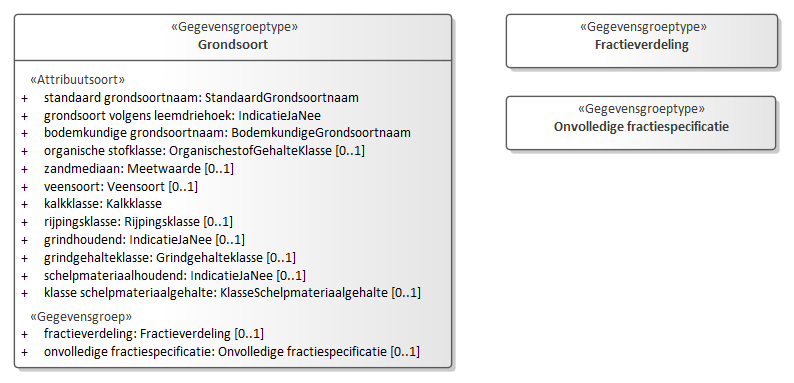 «Gegevensgroeptype»
Grondsoort
«Attribuutsoort»
+ standaard grondsoortnaam: StandaardGrondsoortnaam
+ grondsoort volgens leemdriehoek: IndicatieJaNee
+ bodemkundige grondsoortnaam: BodemkundigeGrondsoortnaam
+ organische stofklasse: OrganischestofGehalteKlasse [0..1]
+ zandmediaan: Meetwaarde [0..1]
+ veensoort: Veensoort [0..1]
+ kalkklasse: Kalkklasse
+ rijpingsklasse: Rijpingsklasse [0..1]
+ grindhoudend: IndicatieJaNee [0..1]
+ grindgehalteklasse: Grindgehalteklasse [0..1]
+ schelpmateriaalhoudend: IndicatieJaNee [0..1]
+ klasse schelpmateriaalgehalte: KlasseSchelpmateriaalgehalte [0..1]
«Gegevensgroep»
+ fractieverdeling: Fractieverdeling [0..1]
+ onvolledige fractiespecificatie: Onvolledige fractiespecificatie [0..1]
«Gegevensgroeptype»
Fractieverdeling
«Gegevensgroeptype»
Onvolledige fractiespecificatie